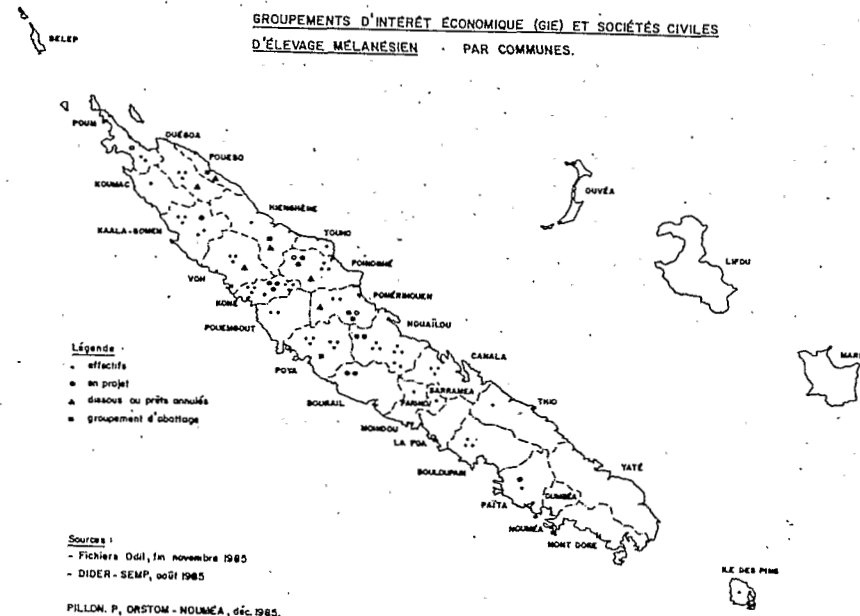 GROUPEMENTS D'INTÉRÊT ÉCONOMIQUE (GIE) ET SOCIÉTÉS CIVILES
D'ÉLEVAGE MÉLANÉSIEN PAR COMMUNES.
BELEP
POUM
OUÉGOA
POUEBO
KOUMAC
HIENGHÈNE
OUVÉA
KAALA-GOMEN
TOUHO
POINDIMIÉ
LIFOU
VOH
KONÉ
PONÉRIHOUEN
POUEMBOUT
HOUAÏLOU
Légende
effectifs
en projet
dissous ou prêts annulés
groupement d'abattage
POYA
CANALA
MARÉ
BOURAIL
SARRAMEA
FARINO
THIO
MOINDOU
LA FOA
BOULOUPARI
YATÉ
PAÏTA
DUMBÉA
NOUMÉA
MONT DORE
Sources :
- Fichiers Odil, fin novembre 1985
- DIDER - SEMP, août 1985
ILE DES PINS
PILLON. P, ORSTOM - NOUMÉA, déc. 1985.